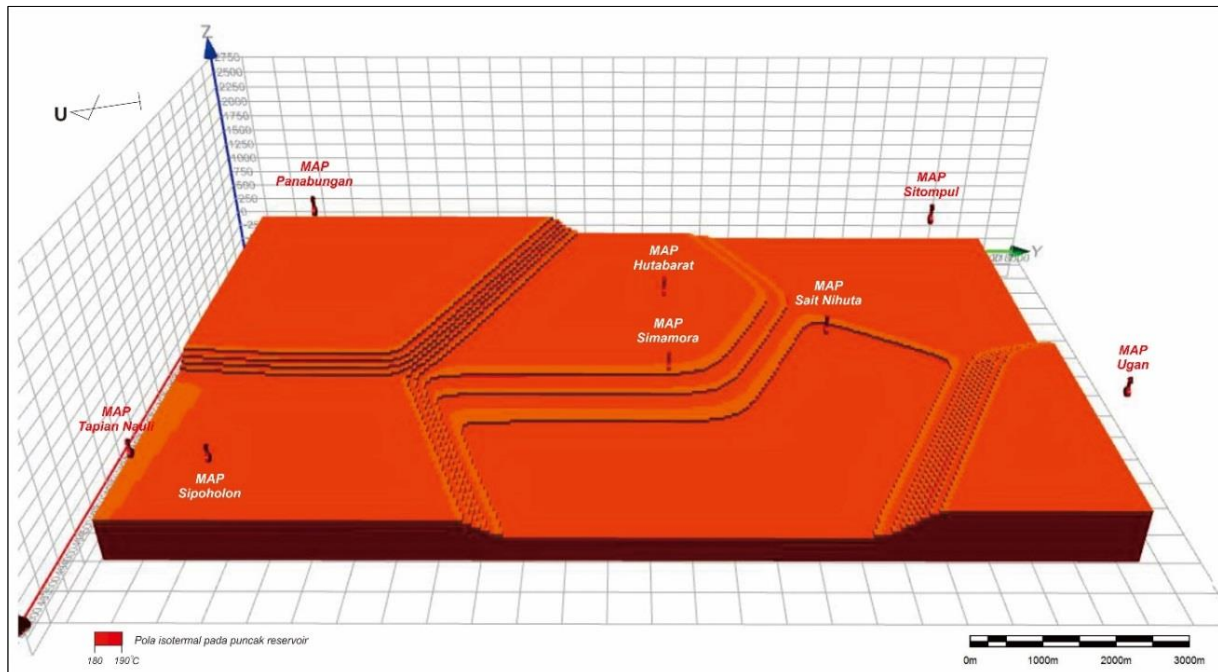 Z
2750
2500
2250
2000
1750
1500
1250
1000
750
500
250
0
U
MAP
Panabungan
MAP
Sitompul
MAP
Hutabarat
Y
MAP
Sait Nihuta
MAP
Simamora
MAP
Ugan
MAP
Tapian Nauli
MAP
Sipoholon
Pola isotermal pada puncak reservoir
180 190°C
0m 1000m 2000m 3000m